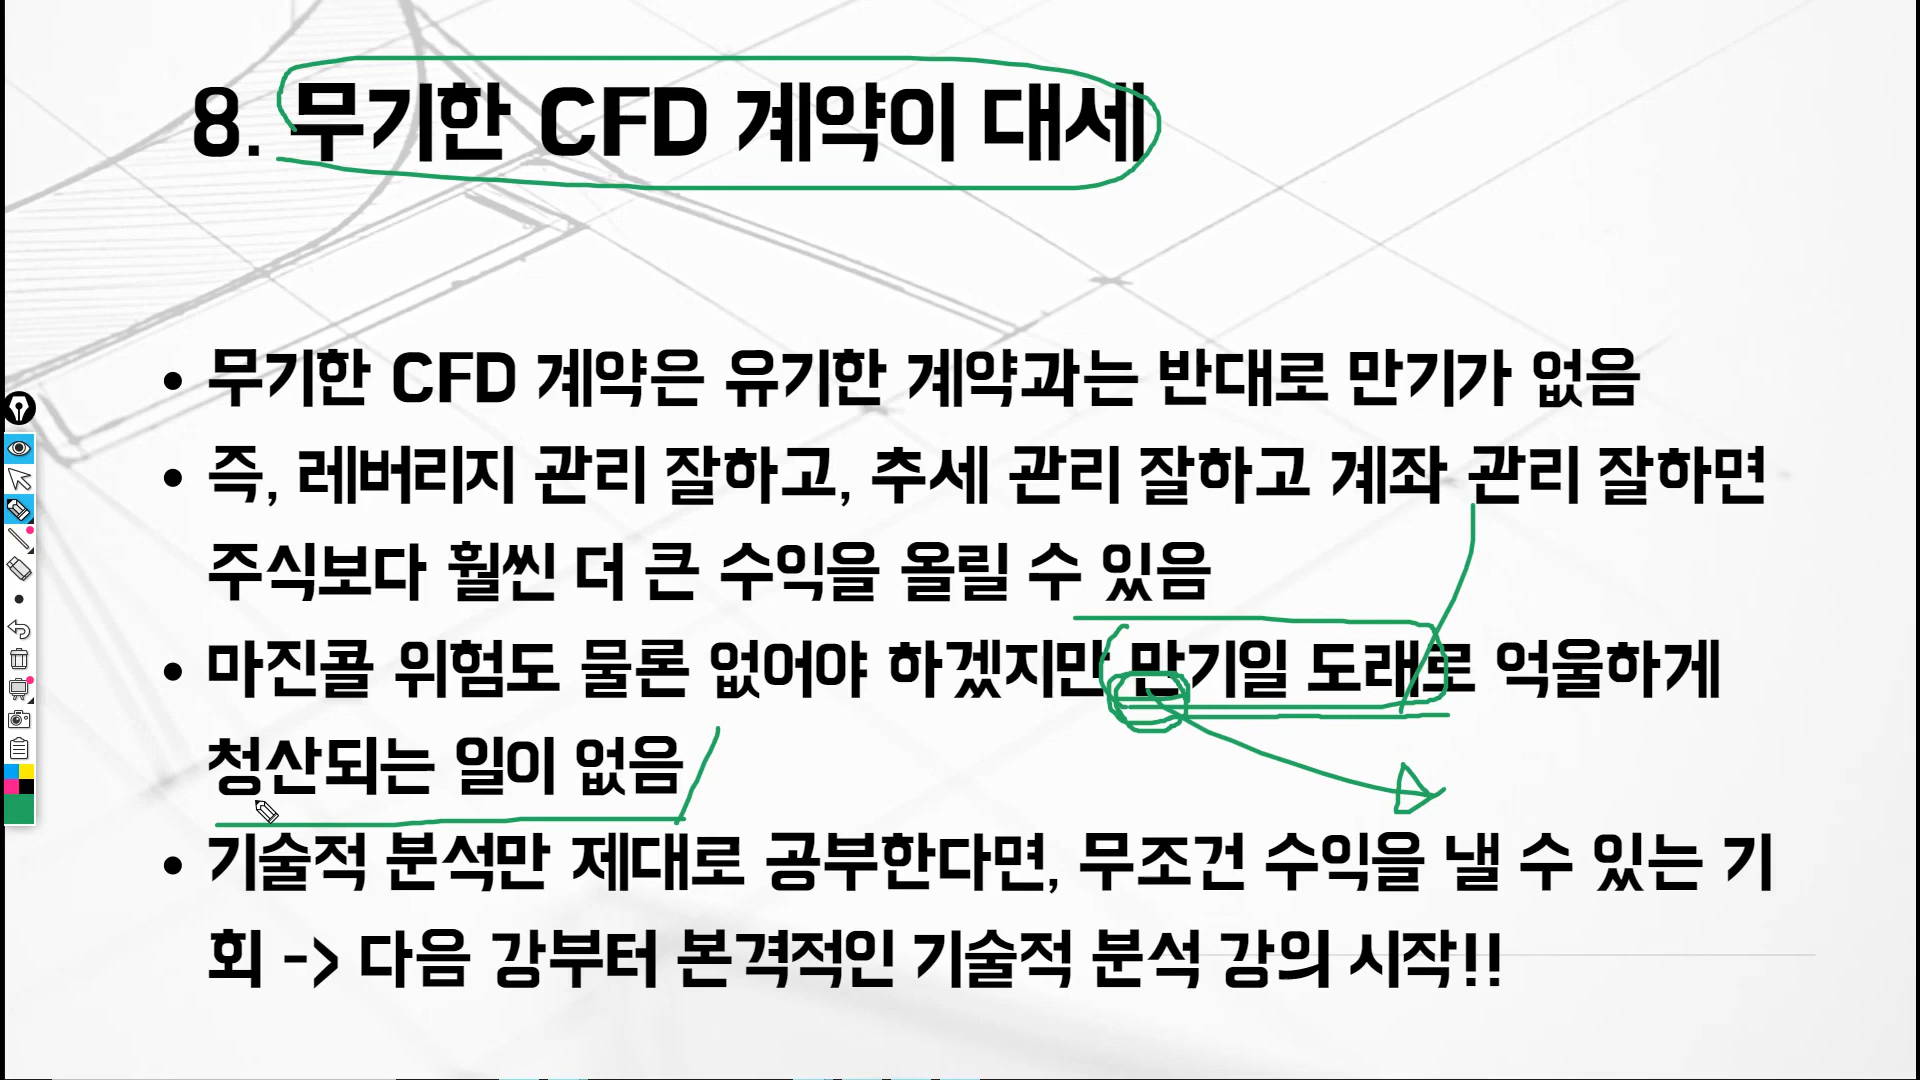 8. 무기한 CFD 계약이 대세
• 무기한 CFD 계약은 유기한 계약과는 반대로 만기가 없음
• 즉, 레버리지 관리 잘하고, 추세 관리 잘하고 계좌 관리 잘하면
주식보다 훨씬 더 큰 수익을 올릴 수 있음
• 마진콜 위험도 물론 없어야 하겠지만 만기일 도래로 억울하게
청산되는 일이 없음
• 기술적 분석만 제대로 공부한다면, 무조건 수익을 낼 수 있는 기
회 -> 다음 강부터 본격적인 기술적 분석 강의 시작!!